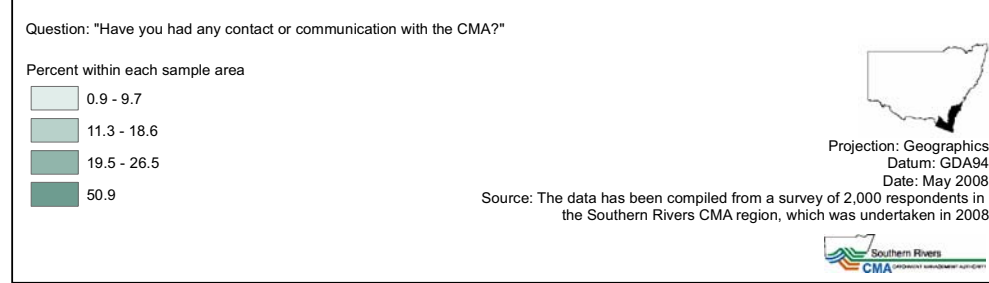 Question: "Have you had any contact or communication with the CMA?"
Percent within each sample area
0.9 - 9.7
11.3 - 18.6
19.5 - 26.5
50.9
Projection: Geographics
Datum: GDA94
Date: May 2008
Source: The data has been compiled from a survey of 2,000 respondents in
the Southern Rivers CMA region, which was undertaken in 2008
Southern Rivers
CMA CATCHMENT MANAGEMENT AUTHORITY